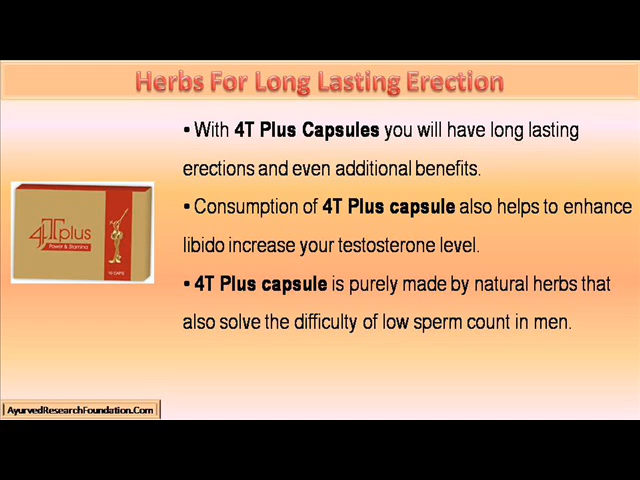 Herbs For Long Lasting Erection
• With 4T Plus Capsules you will have long lasting
erections and even additional benefits.
• Consumption of 4T Plus capsule also helps to enhance
libido increase your testosterone level.
• 4T Plus capsule is purely made by natural herbs that
also solve the difficulty of low sperm count in men.
4T plus
Power & Stamina
10 CAPS
AyurvedResearchFoundation.Com